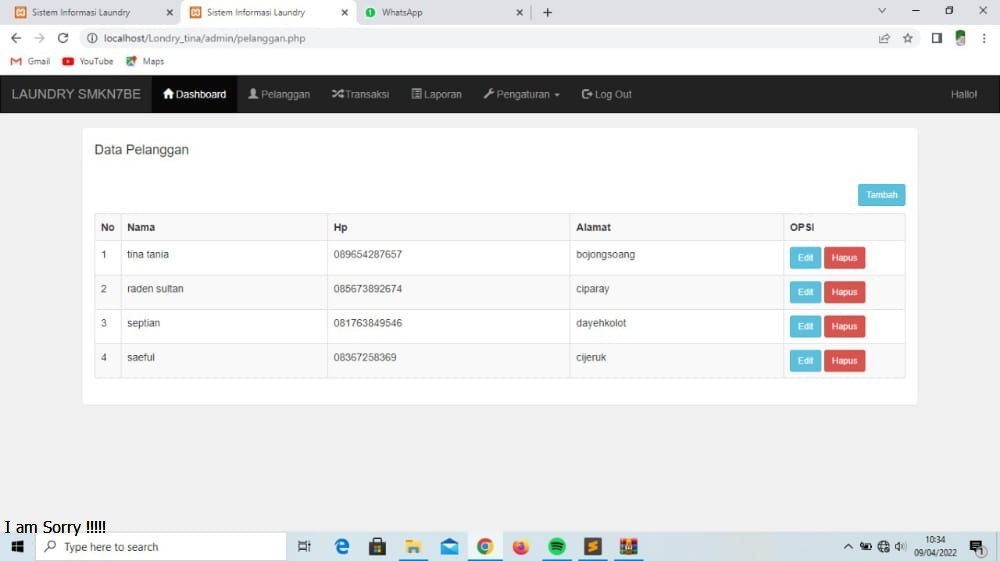 Sistem Informasi Laundry Sistem Informasi Laundry WhatsApp
localhost/Londry_tina/admin/pelanggan.php
Gmail YouTube Maps
LAUNDRY SMKN7BE Dashboard Pelanggan Transaksi Laporan Pengaturan Log Out Hallo!
Data Pelanggan
Tambah
No Nama Hp Alamat OPSI
1 tina tania 089654287657 bojongsoang Edit Hapus
2 raden sultan 085673892674 ciparay Edit Hapus
3 septian 081763849546 dayehkolot Edit Hapus
4 saeful 08367258369 cijeruk Edit Hapus
I am Sorry !!!!!
Type here to search
10:34
09/04/2022
1